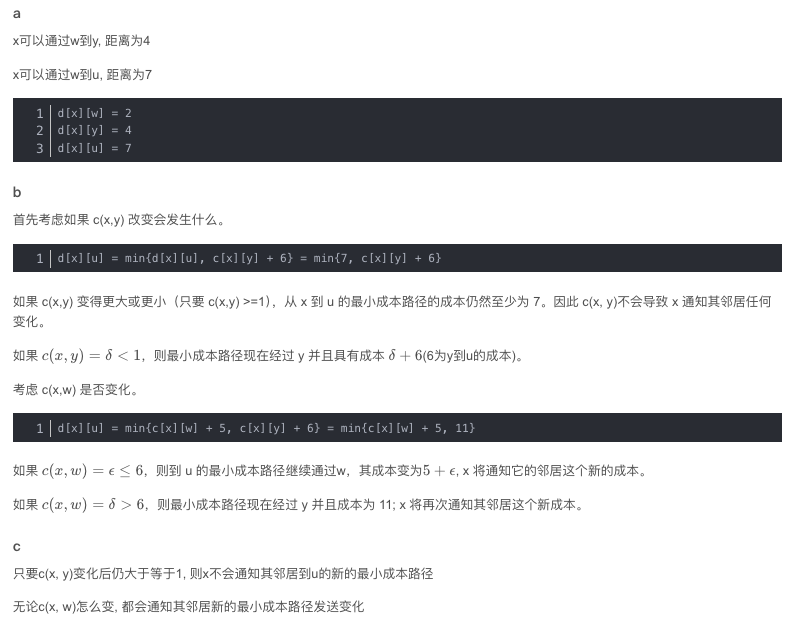 a
x可以通过w到y, 距离为4
x可以通过w到u, 距离为7
1 d[x][w] = 2
2 d[x][y] = 4
3 d[x][u] = 7
b
首先考虑如果 c(x,y) 改变会发生什么。
1 d[x][u] = min{d[x][u], c[x][y] + 6} = min{7, c[x][y] + 6}
如果 c(x,y) 变得更大或更小（只要 c(x,y) >=1），从 x 到 u 的最小成本路径的成本仍然至少为 7。因此 c(x, y)不会导致 x 通知其邻居任何
变化。
如果 c(x, y) = δ < 1，则最小成本路径现在经过 y 并且具有成本 δ + 6(6为y到u的成本)。
考虑 c(x,w) 是否变化。
1 d[x][u] = min{c[x][w] + 5, c[x][y] + 6} = min{c[x][w] + 5, 11}
如果 c(x, w) = ϵ ≤ 6，则到 u 的最小成本路径继续通过w，其成本变为5 + ϵ, x 将通知它的邻居这个新的成本。
如果 c(x, w) = δ > 6，则最小成本路径现在经过 y 并且成本为 11; x 将再次通知其邻居这个新成本。
c
只要c(x, y)变化后仍大于等于1, 则x不会通知其邻居到u的新的最小成本路径
无论c(x, w)怎么变, 都会通知其邻居新的最小成本路径发送变化